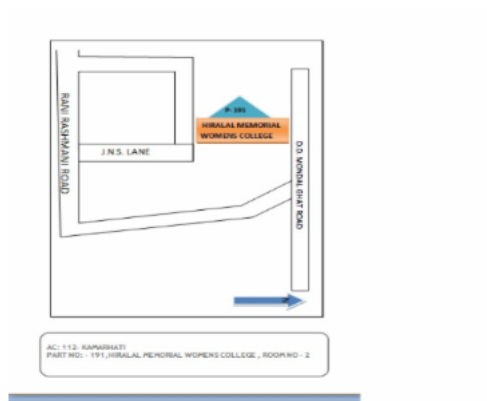 HIRALAL MEMORIAL
WOMENS COLLEGE
RANI RASHMANI ROAD
J.N.S. LANE
D.D. MONDAL GHAT ROAD
AC: 112- KAMARHATI
PART NO: - 191,HIRALAL MEMORIAL WOMENS COLLEGE , ROOM NO - 2